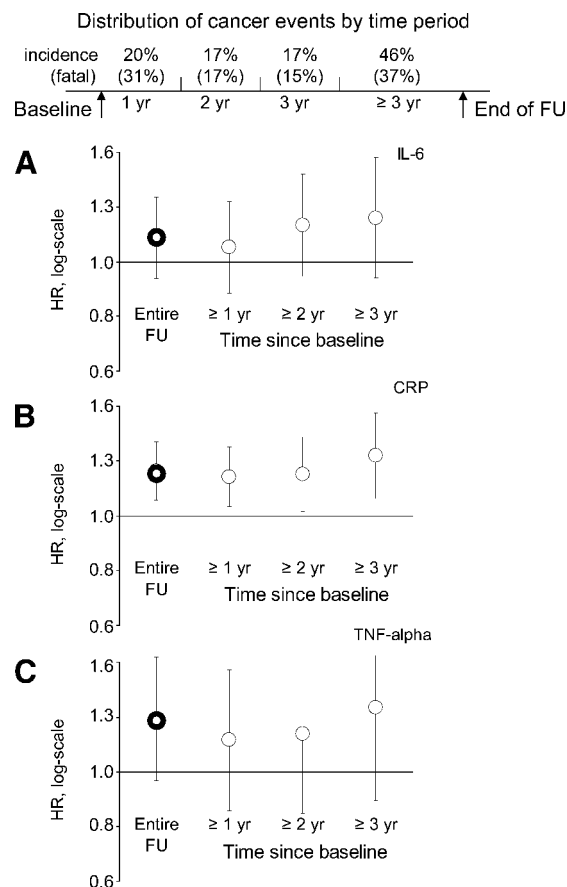 Distribution of cancer events by time period
incidence 20% 17% 17% 46%
(fatal) (31%) (17%) (15%) (37%)
Baseline 1 yr 2 yr 3 yr ≥ 3 yr End of FU
A
IL-6
HR, log-scale
1.6
1.3
1.0
0.8
0.6
Entire ≥ 1 yr ≥ 2 yr ≥ 3 yr
FU
Time since baseline
CRP
B
HR, log-scale
1.6
1.3
1.0
0.8
0.6
Entire ≥ 1 yr ≥ 2 yr ≥ 3 yr
FU
Time since baseline
TNF-alpha
C
HR, log-scale
1.6
1.3
1.0
0.8
0.6
Entire ≥ 1 yr ≥ 2 yr ≥ 3 yr
FU
Time since baseline